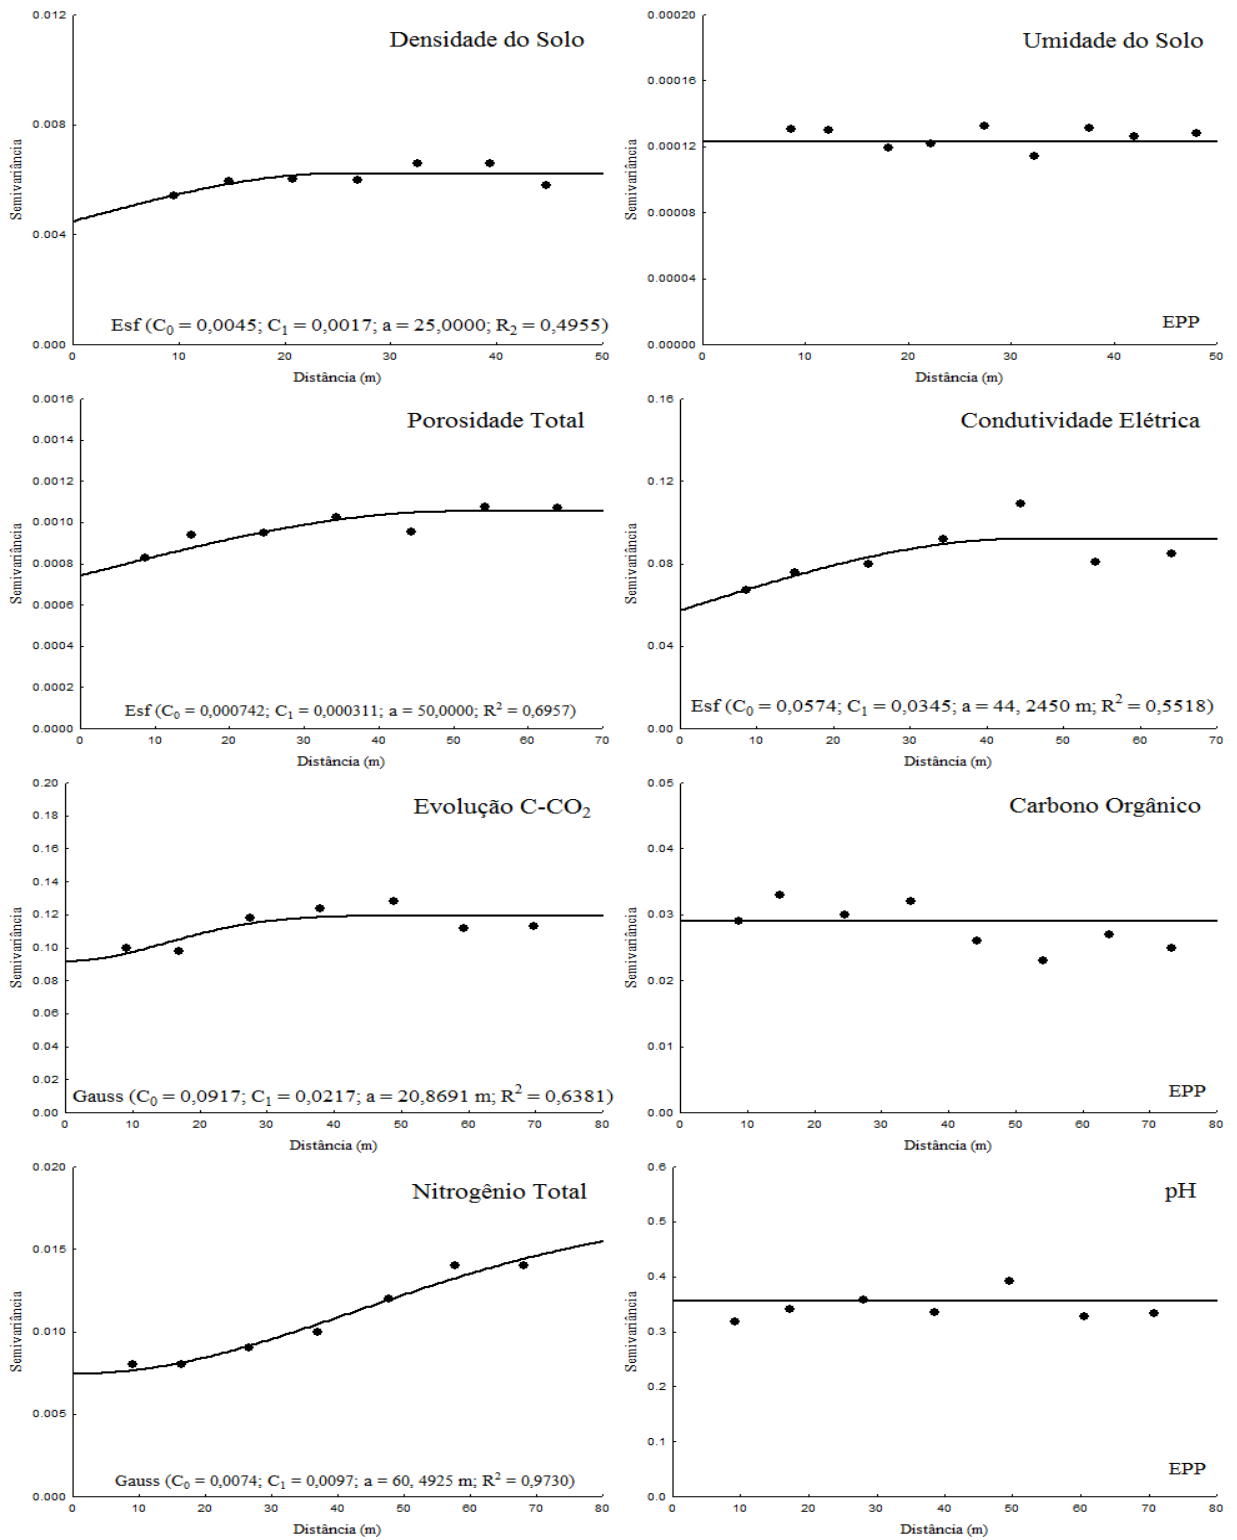 Densidade do Solo
Semivariância
0.012
0.008
0.004
0.000
Esf (C0 = 0,0045; C1 = 0,0017; a = 25,0000; R2 = 0,4955)
0 10 20 30 40 50
Distância (m)
Umidade do Solo
Semivariância
0.00020
0.00016
0.00012
0.00008
0.00004
0.00000
EPP
0 10 20 30 40 50
Distância (m)
Porosidade Total
Semivariância
0.0016
0.0014
0.0012
0.0010
0.0008
0.0006
0.0004
0.0002
0.0000
Esf (C0 = 0,000742; C1 = 0,000311; a = 50,0000; R² = 0,6957)
0 10 20 30 40 50 60 70
Distância (m)
Condutividade Elétrica
Semivariância
0.16
0.12
0.08
0.04
0.00
Esf (C0 = 0,0574; C1 = 0,0345; a = 44, 2450 m; R² = 0,5518)
0 10 20 30 40 50 60 70
Distância (m)
Evolução C-CO2
Semivariância
0.20
0.18
0.16
0.14
0.12
0.10
0.08
0.06
0.04
0.02
0.00
Gauss (C0 = 0,0917; C1 = 0,0217; a = 20,8691 m; R² = 0,6381)
0 10 20 30 40 50 60 70 80
Distância (m)
Carbono Orgânico
Semivariância
0.05
0.04
0.03
0.02
0.01
0.00
EPP
0 10 20 30 40 50 60 70 80
Distância (m)
Nitrogênio Total
Semivariância
0.020
0.015
0.010
0.005
0.000
Gauss (C0 = 0,0074; C1 = 0,0097; a = 60, 4925 m; R² = 0,9730)
0 10 20 30 40 50 60 70 80
Distância (m)
pH
Semivariância
0.6
0.5
0.4
0.3
0.2
0.1
0.0
EPP
0 10 20 30 40 50 60 70 80
Distância (m)